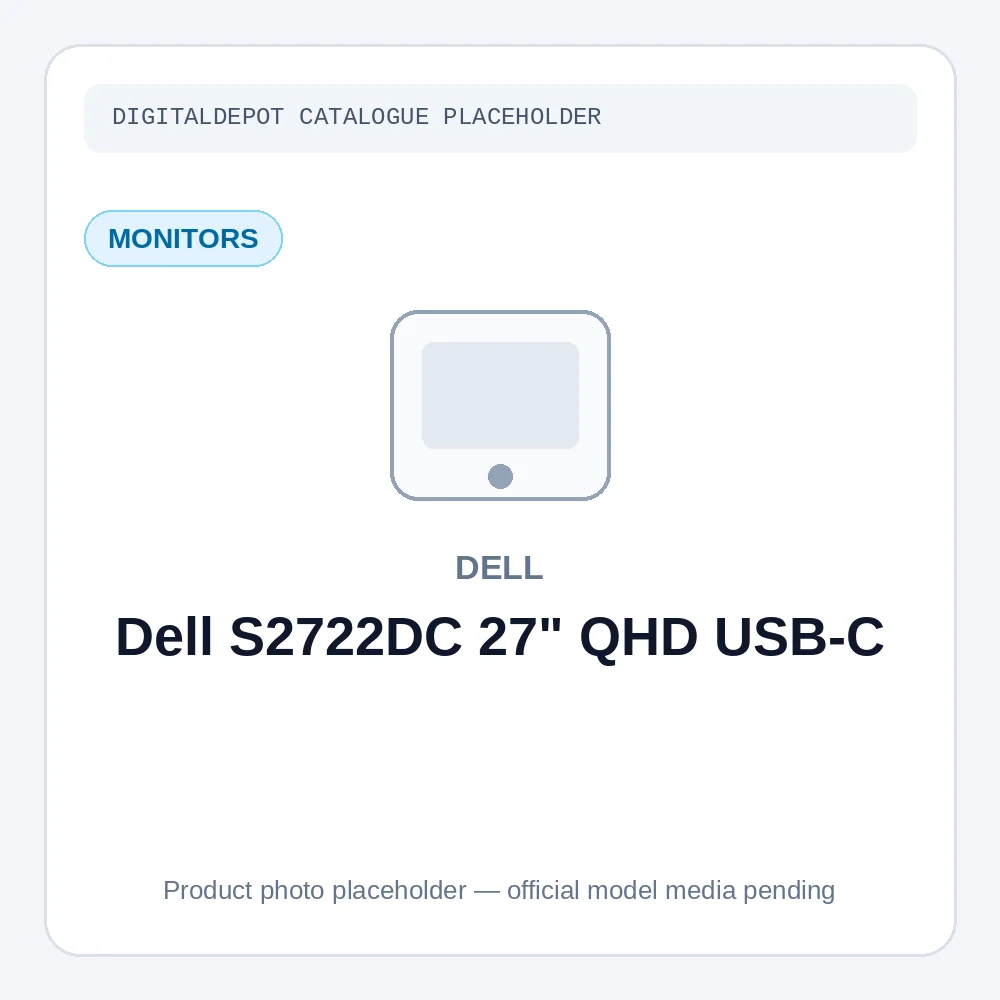 DIGITALDEPOT CATALOGUE PLACEHOLDER
MONITORS
DELL
Dell S2722DC 27" QHD USB-C
Product photo placeholder — official model media pending